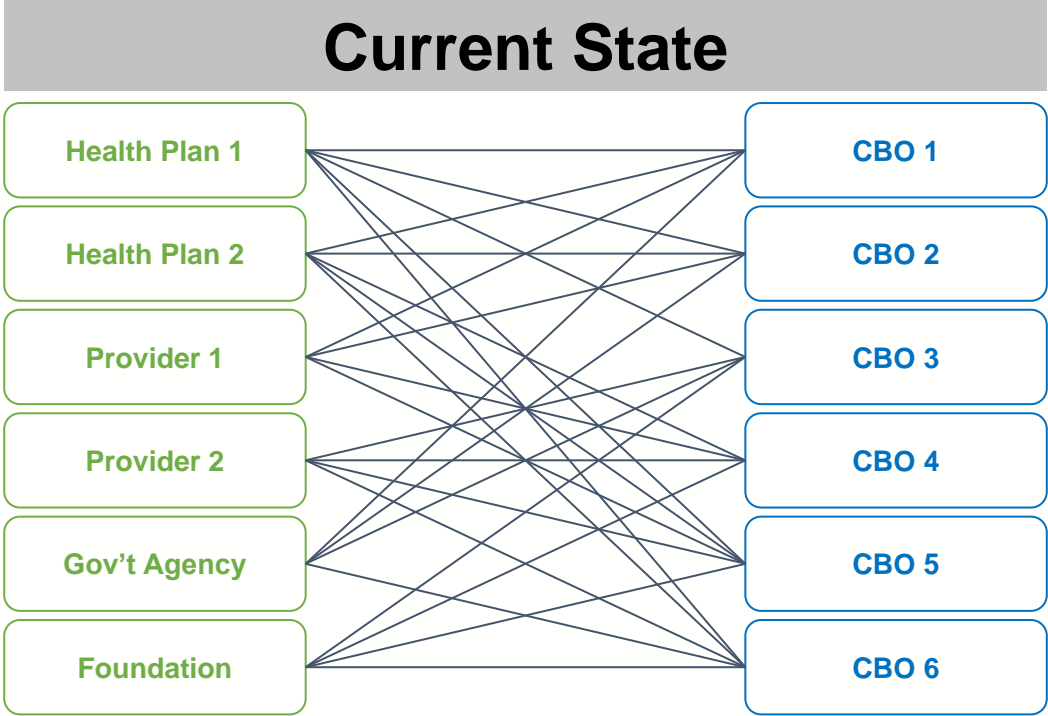 Current State
Health Plan 1
CBO 1
Health Plan 2
CBO 2
Provider 1
CBO 3
Provider 2
CBO 4
Gov’t Agency
CBO 5
Foundation
CBO 6